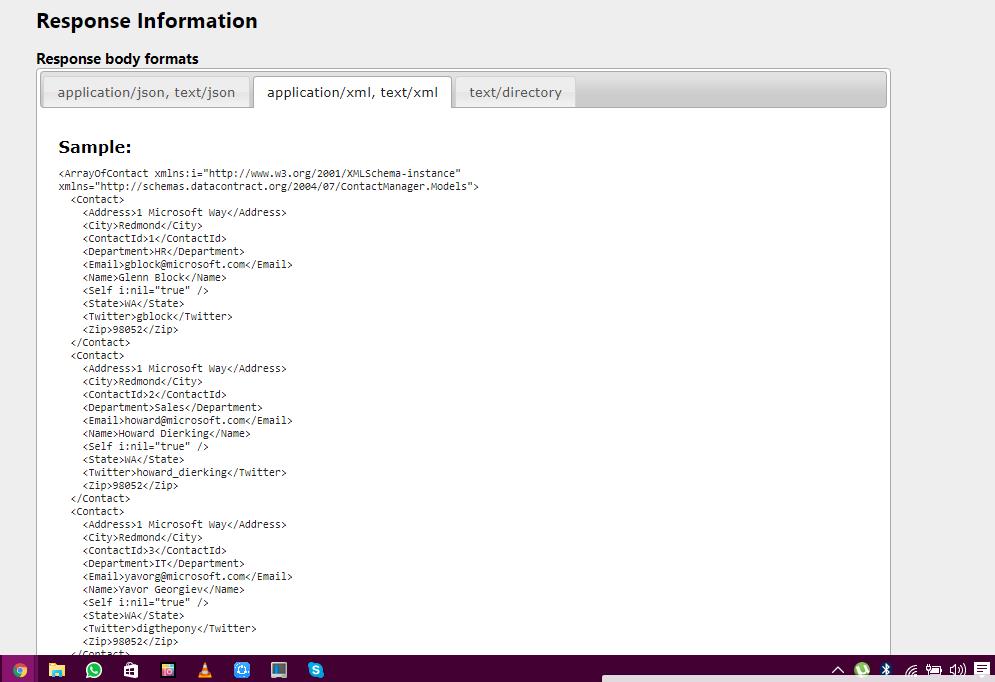 Response Information
Response body formats
application/json, text/json
application/xml, text/xml
text/directory
Sample:
<ArrayOfContact xmlns:i="http://www.w3.org/2001/XMLSchema-instance"
xmlns="http://schemas.datacontract.org/2004/07/ContactManager.Models">
<Contact>
<Address>1 Microsoft Way</Address>
<City>Redmond</City>
<ContactId>1</ContactId>
<Department>HR</Department>
<Email>gblock@microsoft.com</Email>
<Name>Glenn Block</Name>
<Self i:nil="true" />
<State>WA</State>
<Twitter>gblock</Twitter>
<Zip>98052</Zip>
</Contact>
<Contact>
<Address>1 Microsoft Way</Address>
<City>Redmond</City>
<ContactId>2</ContactId>
<Department>Sales</Department>
<Email>howard@microsoft.com</Email>
<Name>Howard Dierking</Name>
<Self i:nil="true" />
<State>WA</State>
<Twitter>howard_dierking</Twitter>
<Zip>98052</Zip>
</Contact>
<Contact>
<Address>1 Microsoft Way</Address>
<City>Redmond</City>
<ContactId>3</ContactId>
<Department>IT</Department>
<Email>yavorg@microsoft.com</Email>
<Name>Yavor Georgiev</Name>
<Self i:nil="true" />
<State>WA</State>
<Twitter>digthepony</Twitter>
<Zip>98052</Zip>
</Contact>